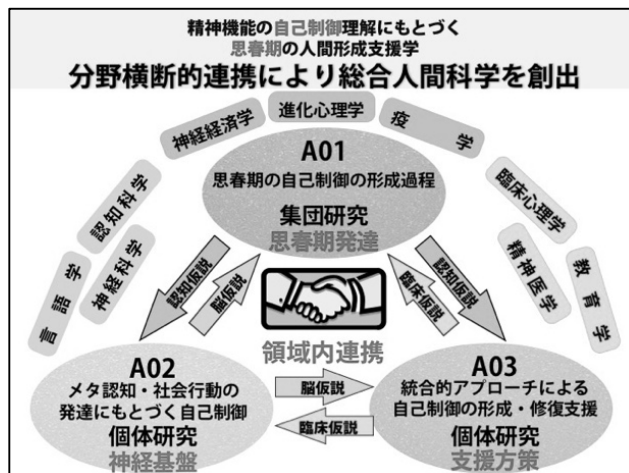 精神機能の自己制御理解にもとづく
思春期の人間形成支援学
分野横断的連携により総合人間科学を創出
言語学
神経科学
認知科学
神経経済学
進化心理学
疫学
臨床心理学
精神医学
教育学
A01
思春期の自己制御の形成過程
集団研究
思春期発達
認知仮説
脳仮説
臨床仮説
認知仮説
領域内連携
A02
メタ認知・社会行動の
発達にもとづく自己制御
個体研究
神経基盤
脳仮説
臨床仮説
A03
統合的アプローチによる
自己制御の形成・修復支援
個体研究
支援方策